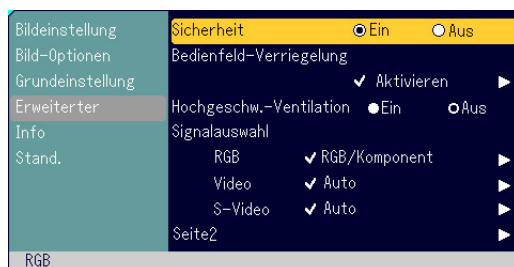 Bildeinstellung
Bild-Optionen
Grundeinstellung
Erweiterter
Info
Stand.
Sicherheit Ein Aus
Bedienfeld-Verriegelung
Aktivieren
Hochgeschw.-Ventilation Ein Aus
Signalauswahl
RGB RGB/Komponent
Video Auto
S-Video Auto
Seite2
RGB